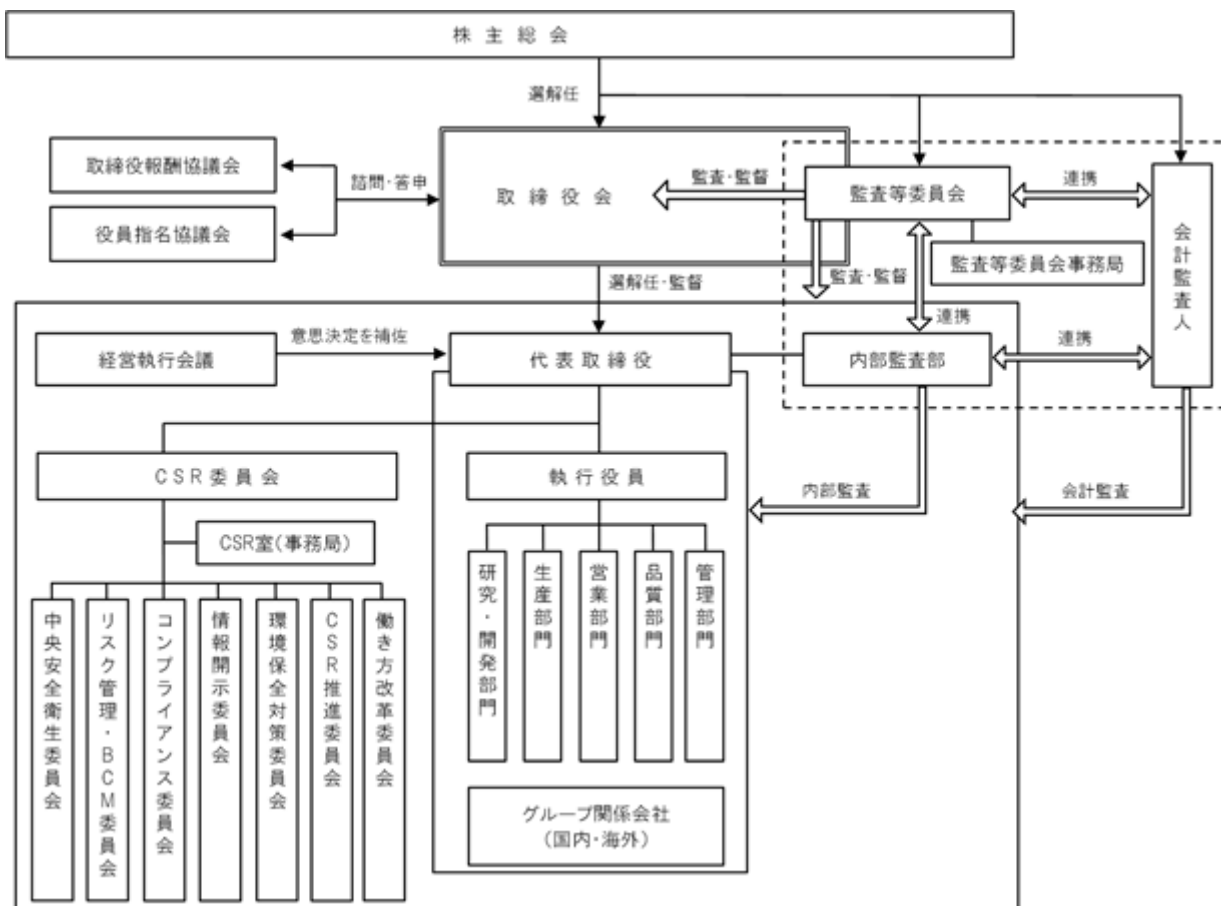 株主総会
選解任
取締役報酬協議会
役員指名協議会
諮問・答申
取締役会
監査・監督
監査等委員会
連携
会計監査人
監査等委員会事務局
選解任・監督
監査・監督
連携
経営執行会議
意思決定を補佐
代表取締役
内部監査部
連携
CSR委員会
執行役員
内部監査
会計監査
CSR室(事務局)
中央安全衛生委員会
リスク管理・BCM委員会
コンプライアンス委員会
情報開示委員会
環境保全対策委員会
CSR推進委員会
働き方改革委員会
研究・開発部門
生産部門
営業部門
品質部門
管理部門
グループ関係会社
(国内・海外)